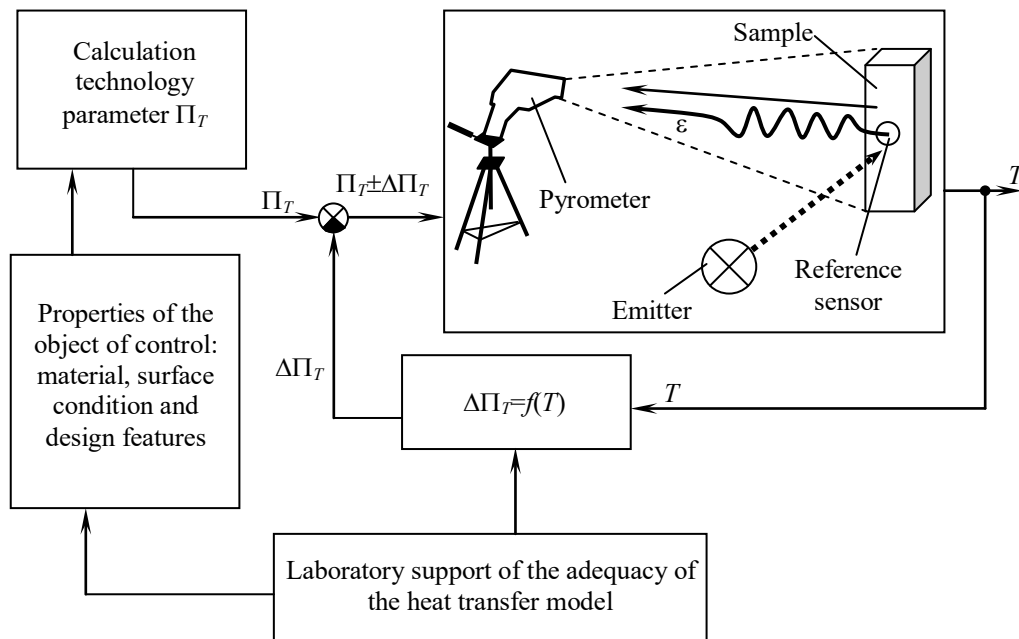 Calculation
technology
parameter Π_T
Sample
ε
Pyrometer
T
Π_T
Π_T±ΔΠ_T
Reference
sensor
Emitter
Properties of the
object of control:
material, surface
condition and
design features
ΔΠ_T
ΔΠ_T=f(T)
T
Laboratory support of the adequacy of
the heat transfer model